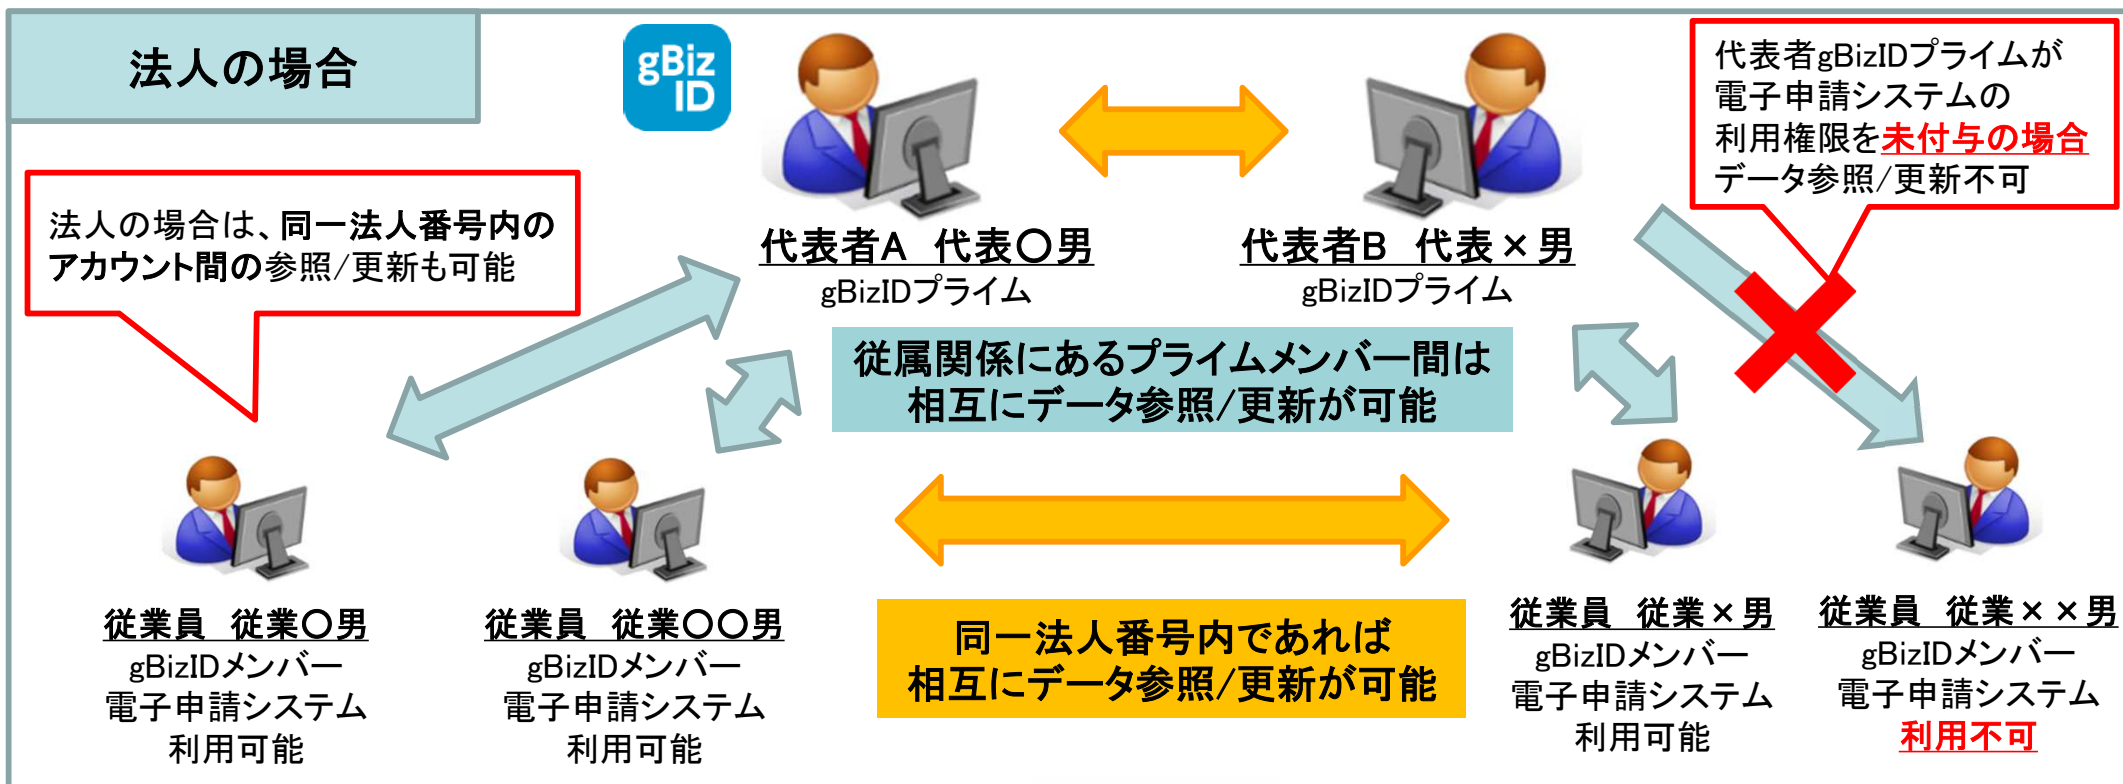 法人の場合
gBiz
ID
代表者gBizIDプライムが
電子申請システムの
利用権限を未付与の場合
データ参照/更新不可
法人の場合は、同一法人番号内の
アカウント間の参照/更新も可能
代表者A　代表〇男
gBizIDプライム
代表者B　代表×男
gBizIDプライム
従属関係にあるプライムメンバー間は
相互にデータ参照/更新が可能
従業員　従業〇男
gBizIDメンバー
電子申請システム
利用可能
従業員　従業〇〇男
gBizIDメンバー
電子申請システム
利用可能
同一法人番号内であれば
相互にデータ参照/更新が可能
従業員　従業×男
gBizIDメンバー
電子申請システム
利用可能
従業員　従業××男
gBizIDメンバー
電子申請システム
利用不可